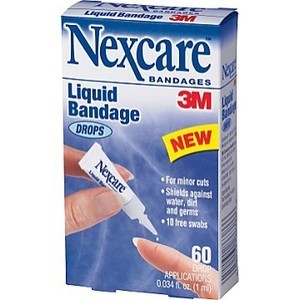 Nexcare
BANDAGES
3M
Liquid
Bandage
DROPS
NEW
Nexcare
• For minor cuts
• Shields against
water, dirt
and germs
• 10 free swabs
60
APPLICATIONS
0.034 fl. oz. (1 ml)